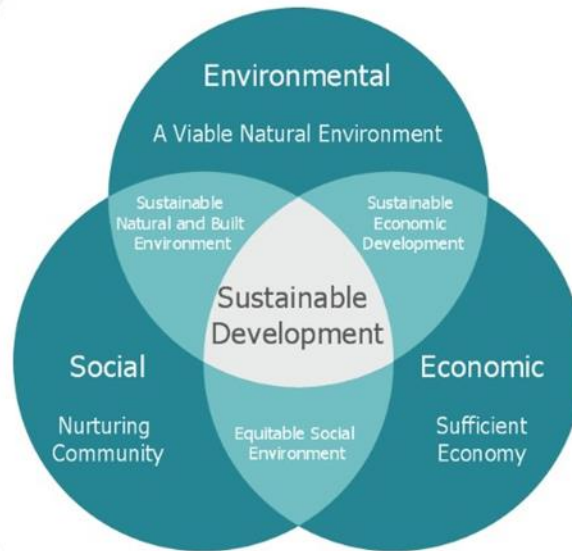 Environmental
A Viable Natural Environment
Sustainable
Natural and Built
Environment
Sustainable
Economic
Development
Sustainable
Development
Social
Economic
Nurturing
Community
Equitable Social
Environment
Sufficient
Economy